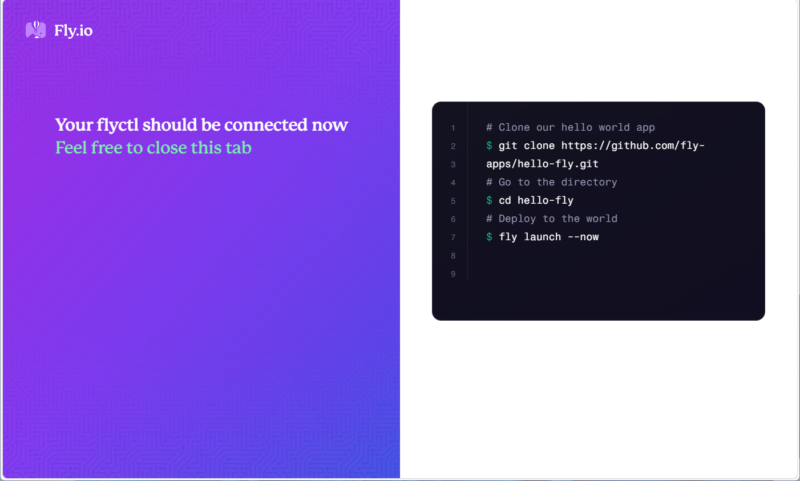 Fly.io
Your flyctl should be connected now
Feel free to close this tab
1 # Clone our hello world app
2 $ git clone https://github.com/fly-
3 apps/hello-fly.git
4 # Go to the directory
5 $ cd hello-fly
6 # Deploy to the world
7 $ fly launch --now
8
9